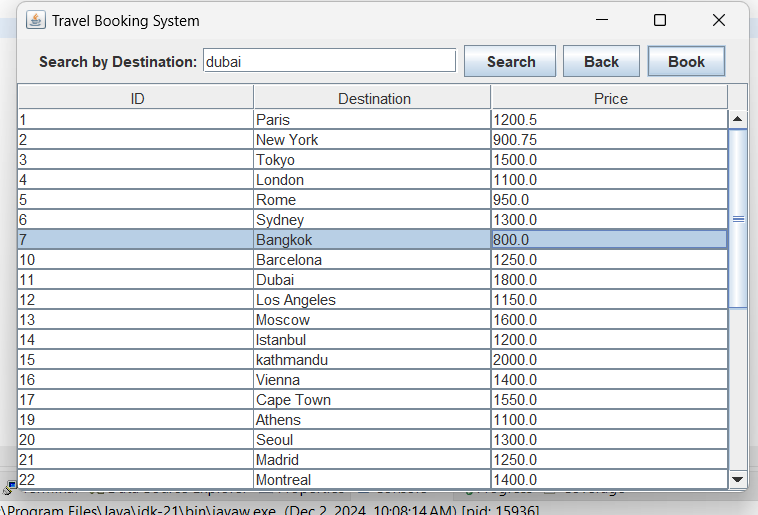 Travel Booking System
Search by Destination: dubai Search Back Book
ID Destination Price
1 Paris 1200.5
2 New York 900.75
3 Tokyo 1500.0
4 London 1100.0
5 Rome 950.0
6 Sydney 1300.0
7 Bangkok 800.0
10 Barcelona 1250.0
11 Dubai 1800.0
12 Los Angeles 1150.0
13 Moscow 1600.0
14 Istanbul 1200.0
15 kathmandu 2000.0
16 Vienna 1400.0
17 Cape Town 1550.0
19 Athens 1100.0
20 Seoul 1300.0
21 Madrid 1250.0
22 Montreal 1400.0
\Program Files\Java\jdk-21\bin\javaw.exe (Dec 2, 2024, 10:08:14 AM) [pid: 15936]